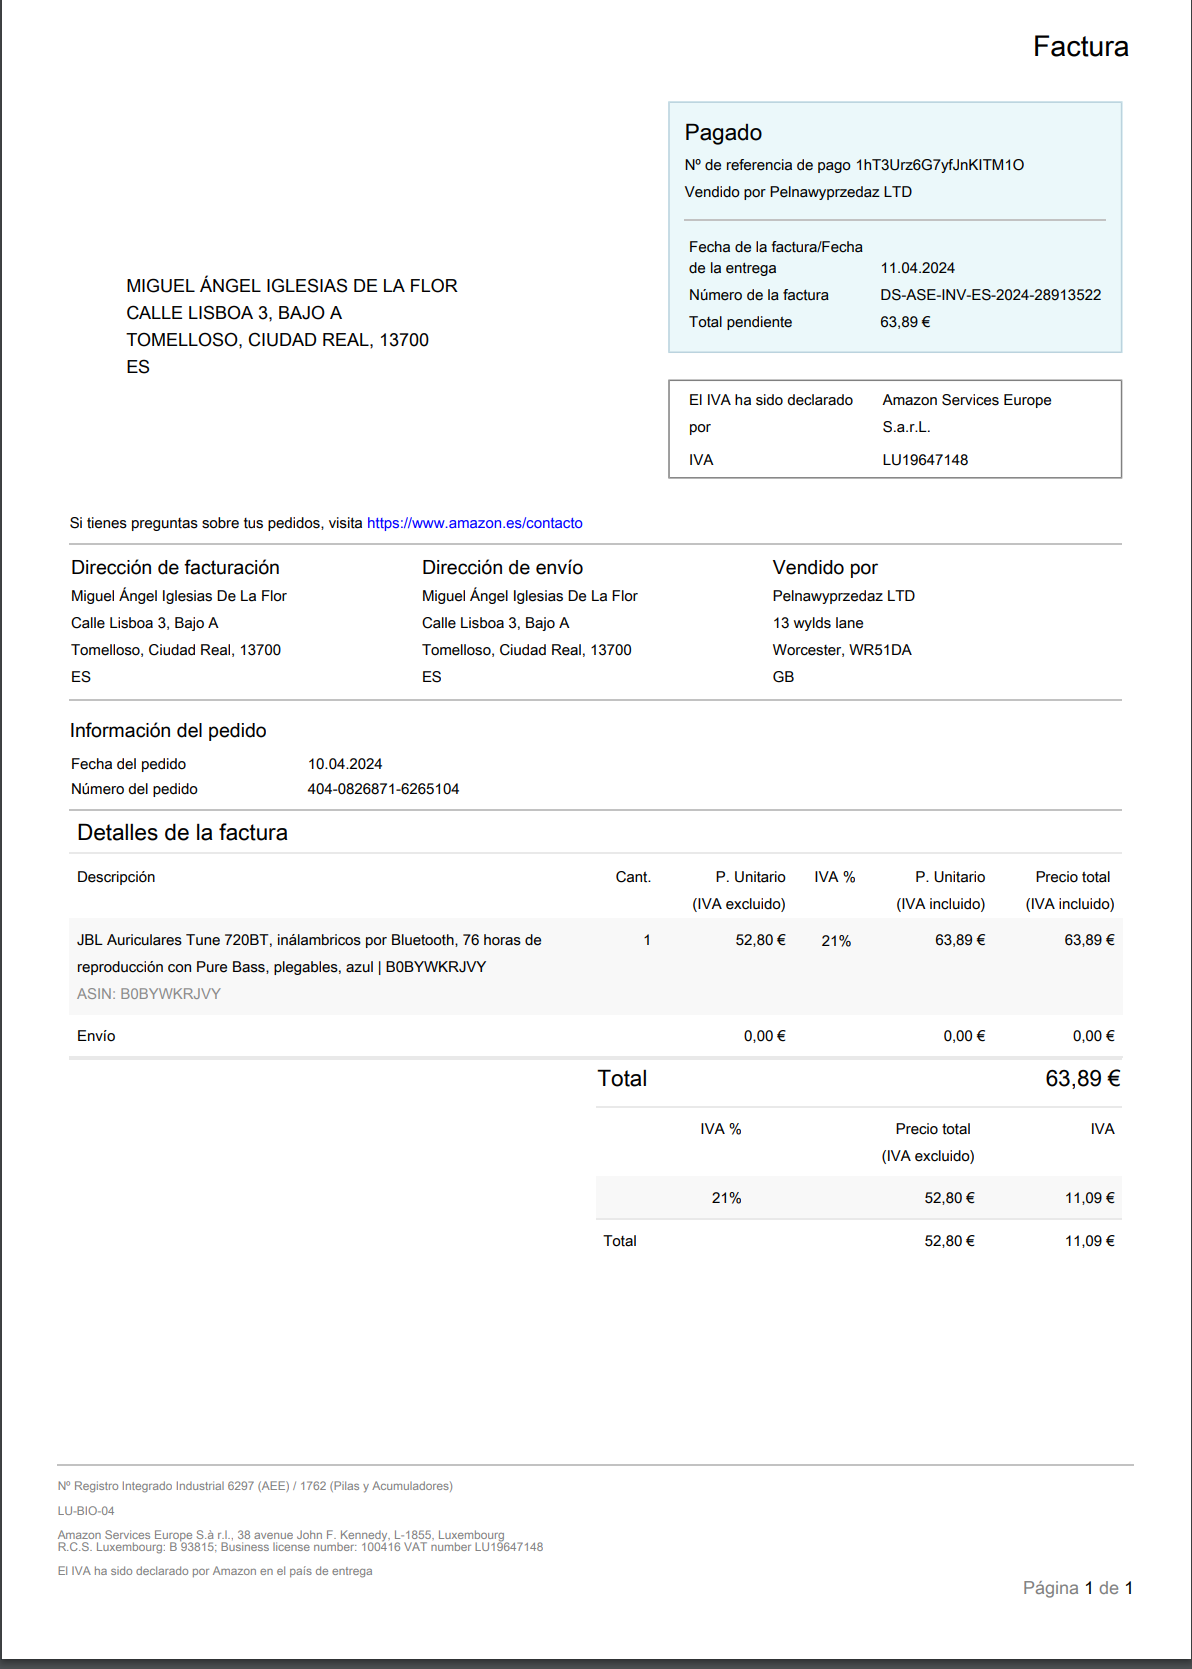 Factura
Pagado
Nº de referencia de pago 1hT3Urz6G7yfJnKITM1O
Vendido por Pelnawyprzedaz LTD
Fecha de la factura/Fecha
de la entrega 11.04.2024
Número de la factura DS-ASE-INV-ES-2024-28913522
Total pendiente 63,89 €
MIGUEL ÁNGEL IGLESIAS DE LA FLOR
CALLE LISBOA 3, BAJO A
TOMELLOSO, CIUDAD REAL, 13700
ES
El IVA ha sido declarado Amazon Services Europe
por S.a.r.L.
IVA LU19647148
Si tienes preguntas sobre tus pedidos, visita https://www.amazon.es/contacto
Dirección de facturación
Miguel Ángel Iglesias De La Flor
Calle Lisboa 3, Bajo A
Tomelloso, Ciudad Real, 13700
ES
Dirección de envío
Miguel Ángel Iglesias De La Flor
Calle Lisboa 3, Bajo A
Tomelloso, Ciudad Real, 13700
ES
Vendido por
Pelnawyprzedaz LTD
13 wylds lane
Worcester, WR51DA
GB
Información del pedido
Fecha del pedido 10.04.2024
Número del pedido 404-0826871-6265104
Detalles de la factura
Descripción Cant. P. Unitario IVA % P. Unitario Precio total
(IVA excluido) (IVA incluido) (IVA incluido)
JBL Auriculares Tune 720BT, inálambricos por Bluetooth, 76 horas de 1 52,80 € 21% 63,89 € 63,89 €
reproducción con Pure Bass, plegables, azul | B0BYWKRJVY
ASIN: B0BYWKRJVY
Envío 0,00 € 0,00 € 0,00 €
Total 63,89 €
IVA % Precio total IVA
(IVA excluido)
21% 52,80 € 11,09 €
Total 52,80 € 11,09 €
Nº Registro Integrado Industrial 6297 (AEE) / 1762 (Pilas y Acumuladores)
LU-BIO-04
Amazon Services Europe S.à r.l., 38 avenue John F. Kennedy, L-1855, Luxembourg
R.C.S. Luxembourg: B 93815; Business license number: 100416 VAT number LU19647148
El IVA ha sido declarado por Amazon en el país de entrega
Página 1 de 1